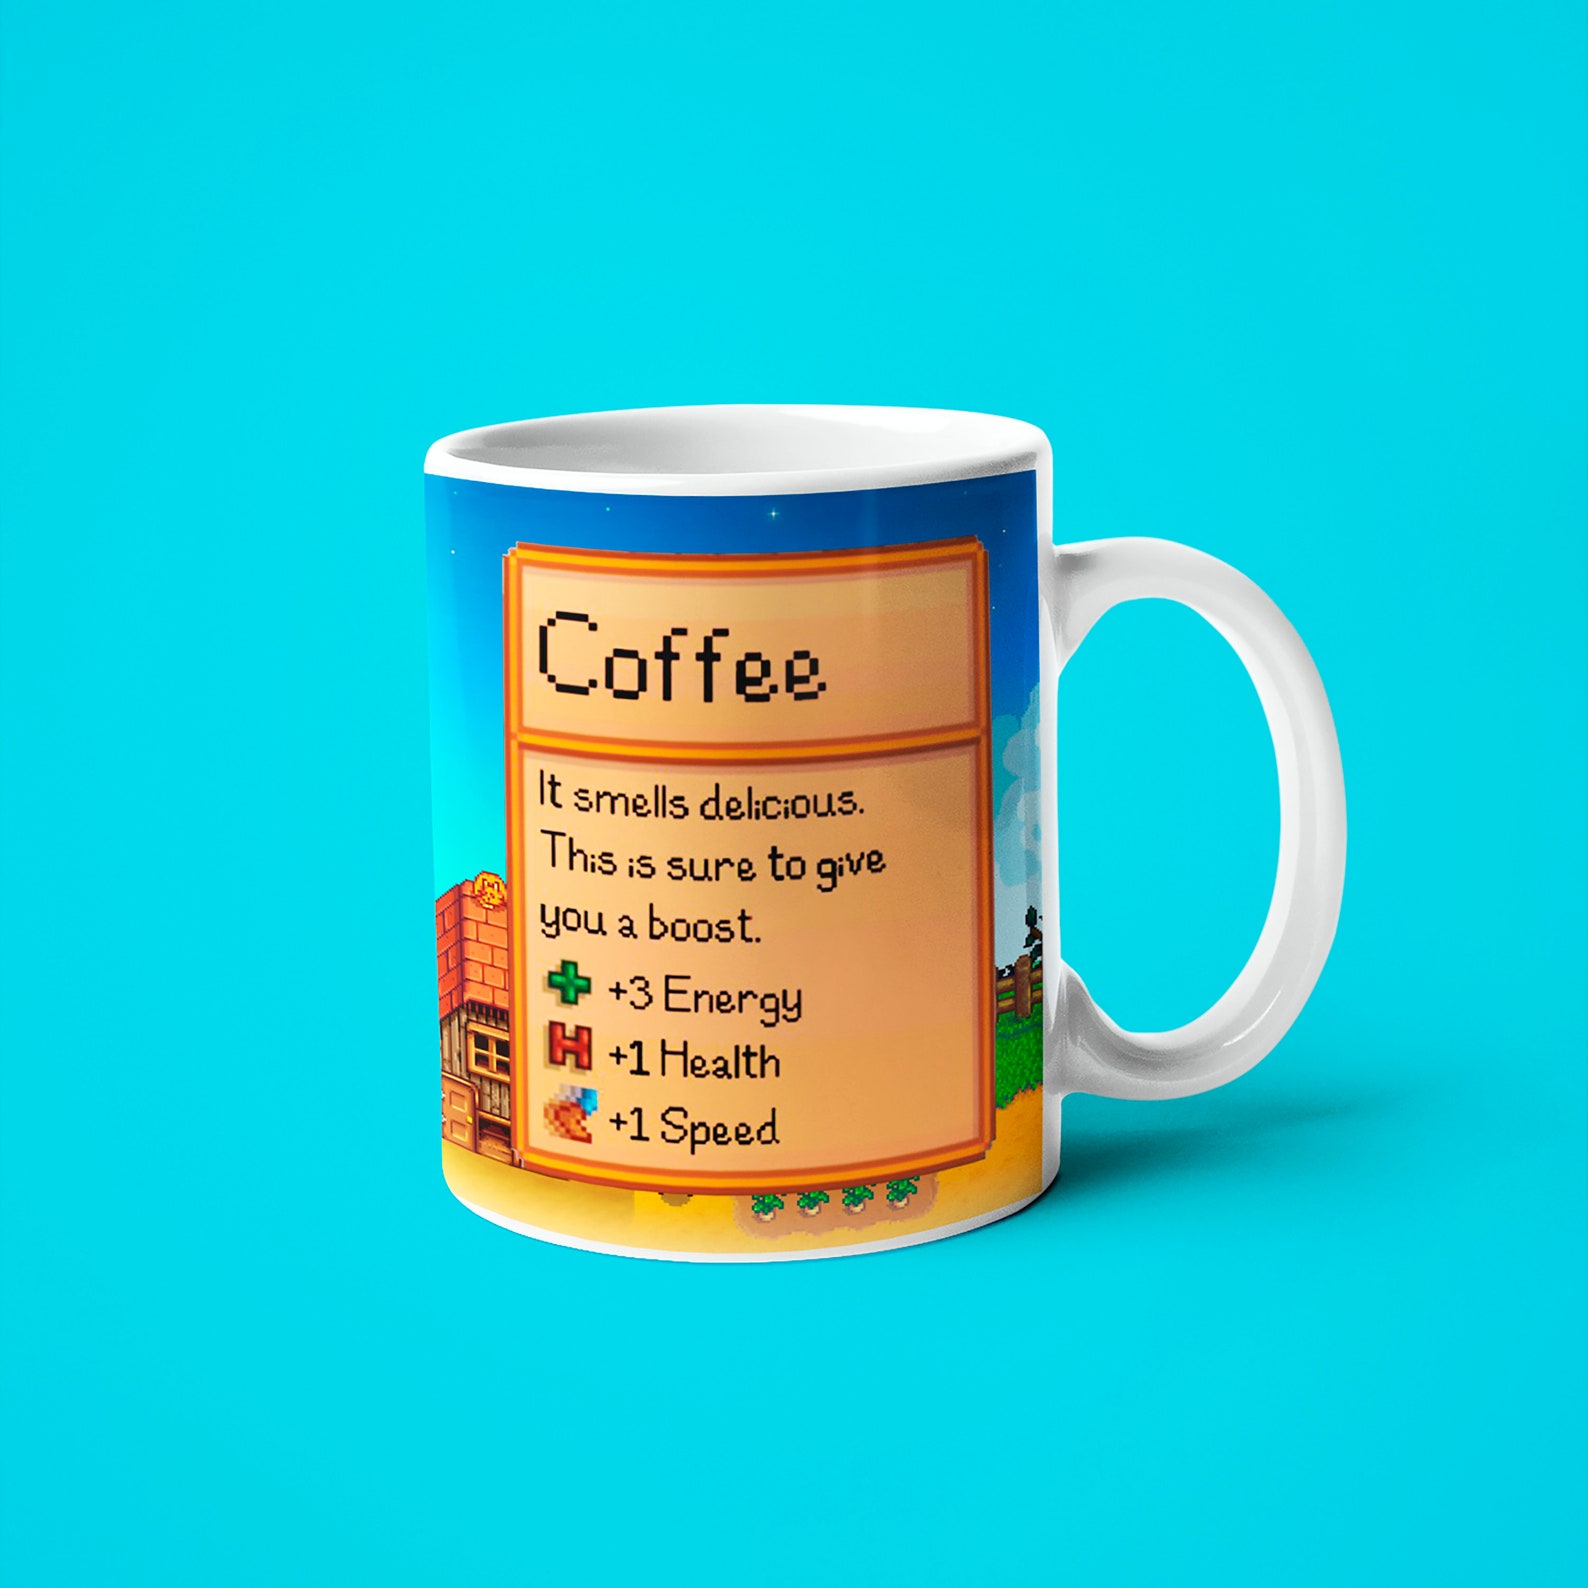 Coffee
It smells delicious.
This is sure to give
you a boost.
+3 Energy
+1 Health
+1 Speed